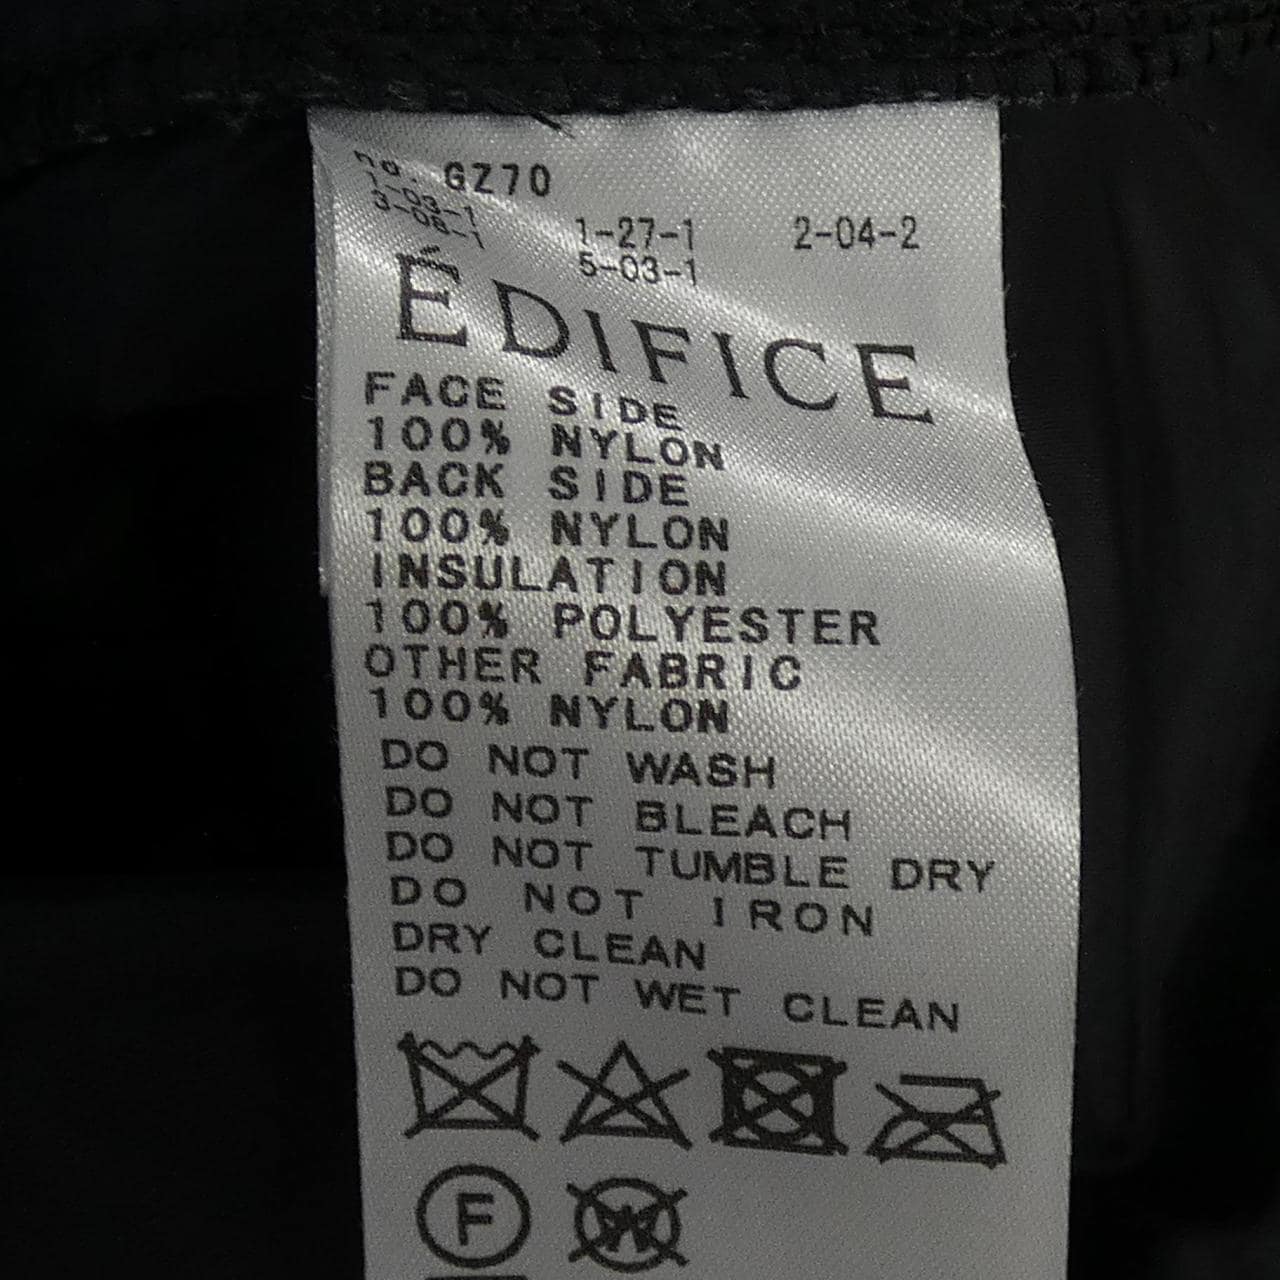 no. GZ70
1-03-1 1-27-1 2-04-2
3-08-1 5-03-1
ÉDIFICE
FACE SIDE
100% NYLON
BACK SIDE
100% NYLON
INSULATION
100% POLYESTER
OTHER FABRIC
100% NYLON
DO NOT WASH
DO NOT BLEACH
DO NOT TUMBLE DRY
DO NOT IRON
DRY CLEAN
DO NOT WET CLEAN
F W